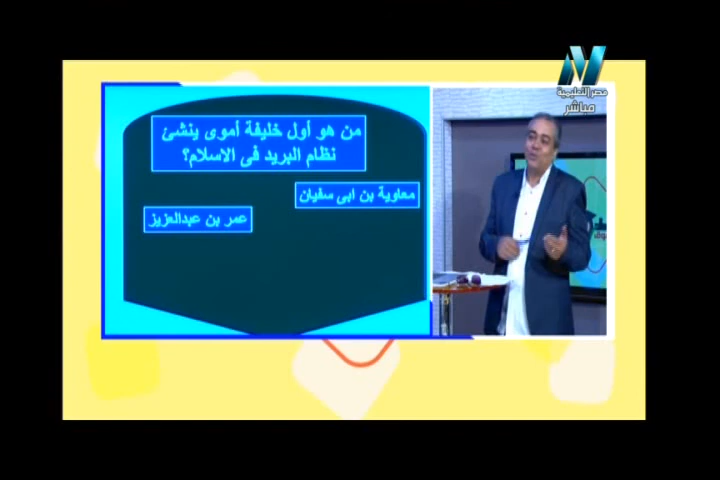 مصر التعليمية
مباشر
من هو أول خليفة أموى ينشئ
نظام البريد فى الاسلام؟
معاوية بن ابى سفيان
عمر بن عبدالعزيز